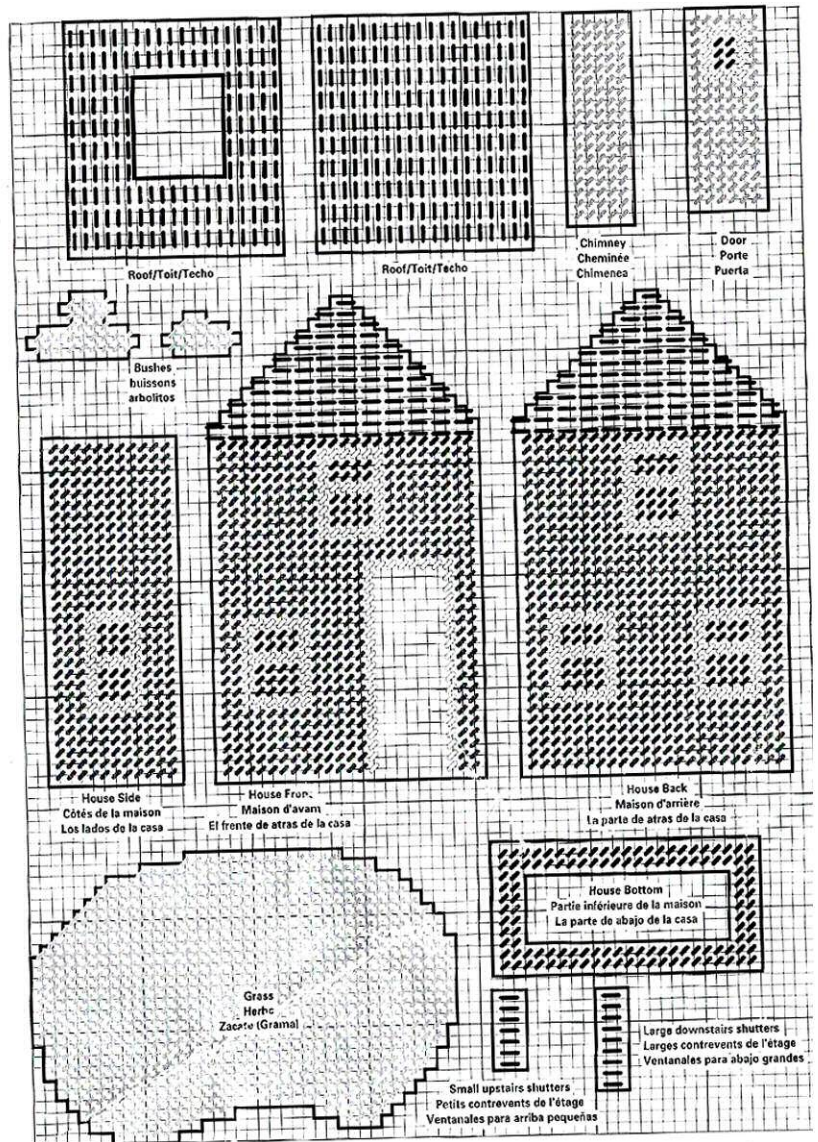 Roof/Toit/Techo
Roof/Toit/Techo
Chimney
Cheminée
Chimenea
Door
Porte
Puerta
Bushes
buissons
arbolitos
House Side
Côtés de la maison
Los lados de la casa
House Front
Maison d'avant
El frente de atras de la casa
House Back
Maison d'arrière
La parte de atras de la casa
House Bottom
Partie inférieure de la maison
La parte de abajo de la casa
Grass
Herbe
Zacate (Grama)
Small upstairs shutters
Petits contrevents de l'étage
Ventanales para arriba pequeñas
Large downstairs shutters
Larges contrevents de l'étage
Ventanales para abajo grandes